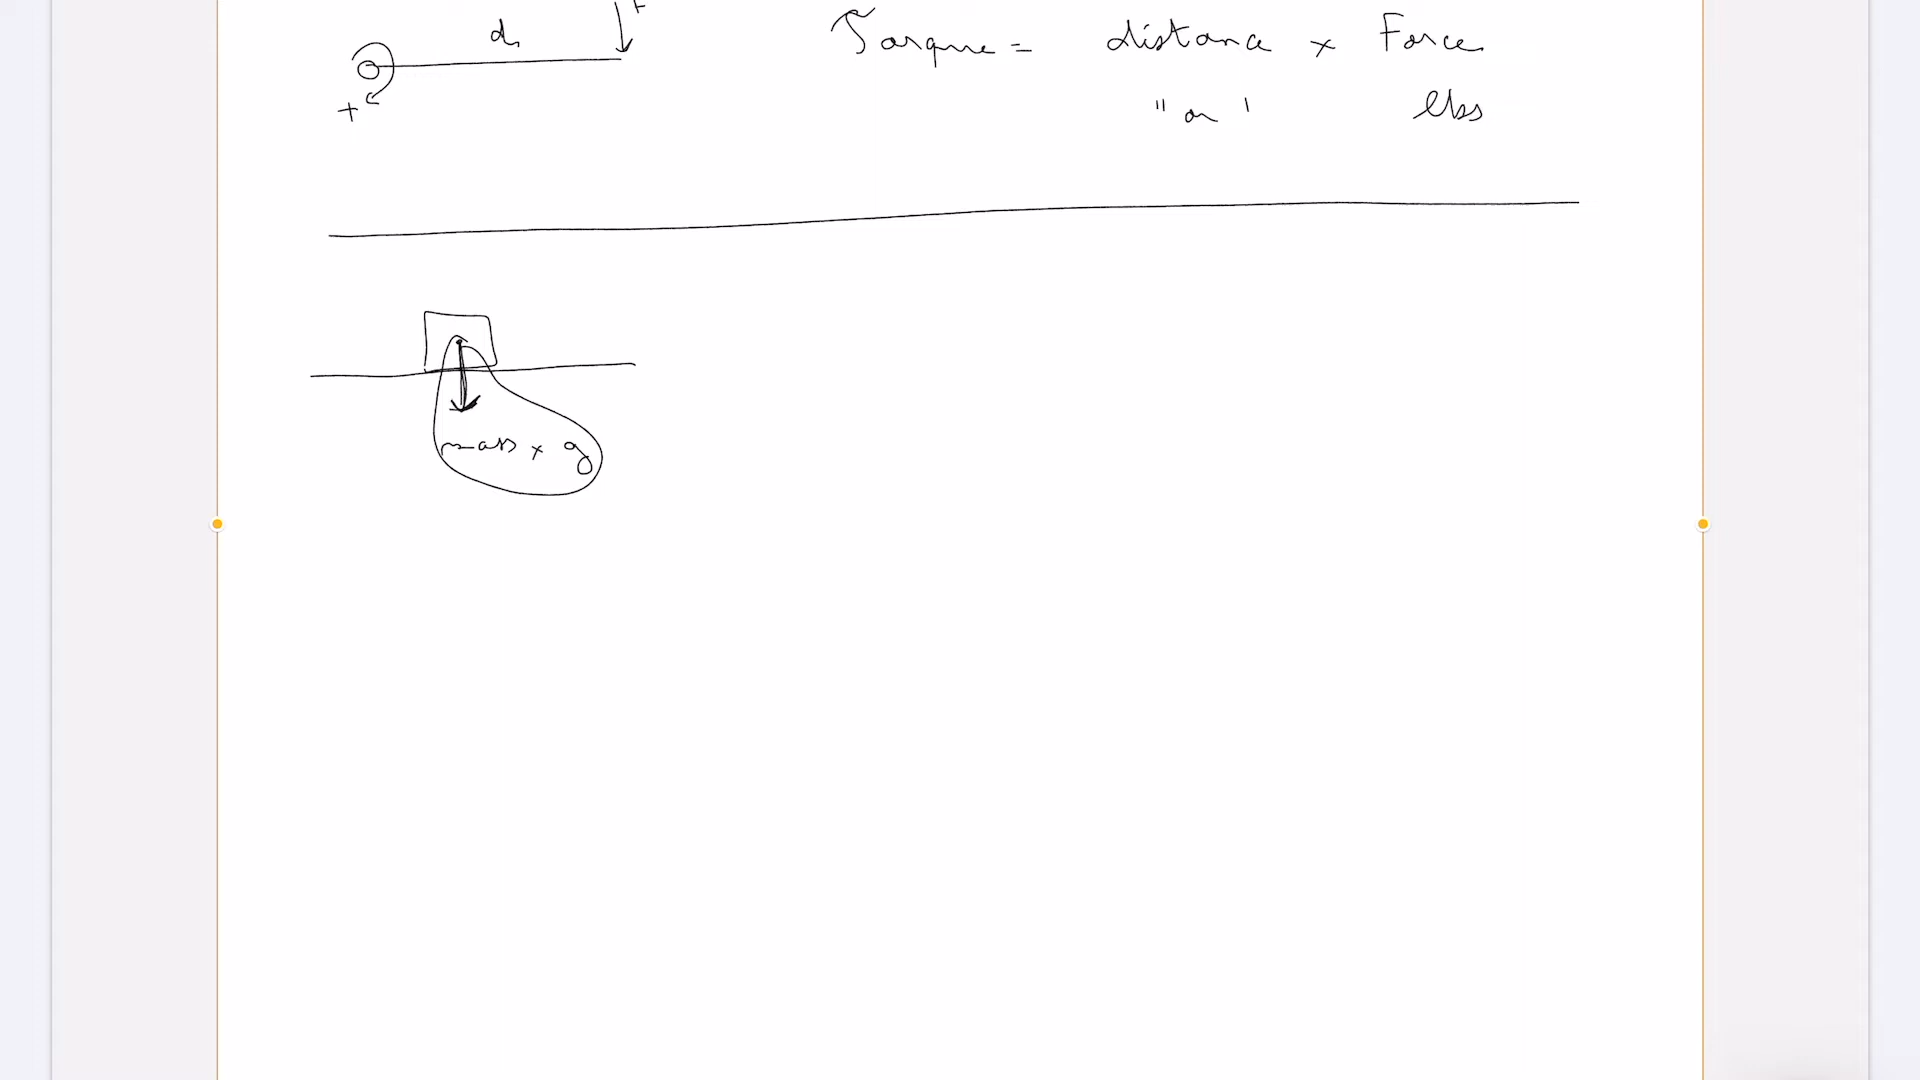 d
Torque = distance x Force
+
" or ' lbs
mass x g